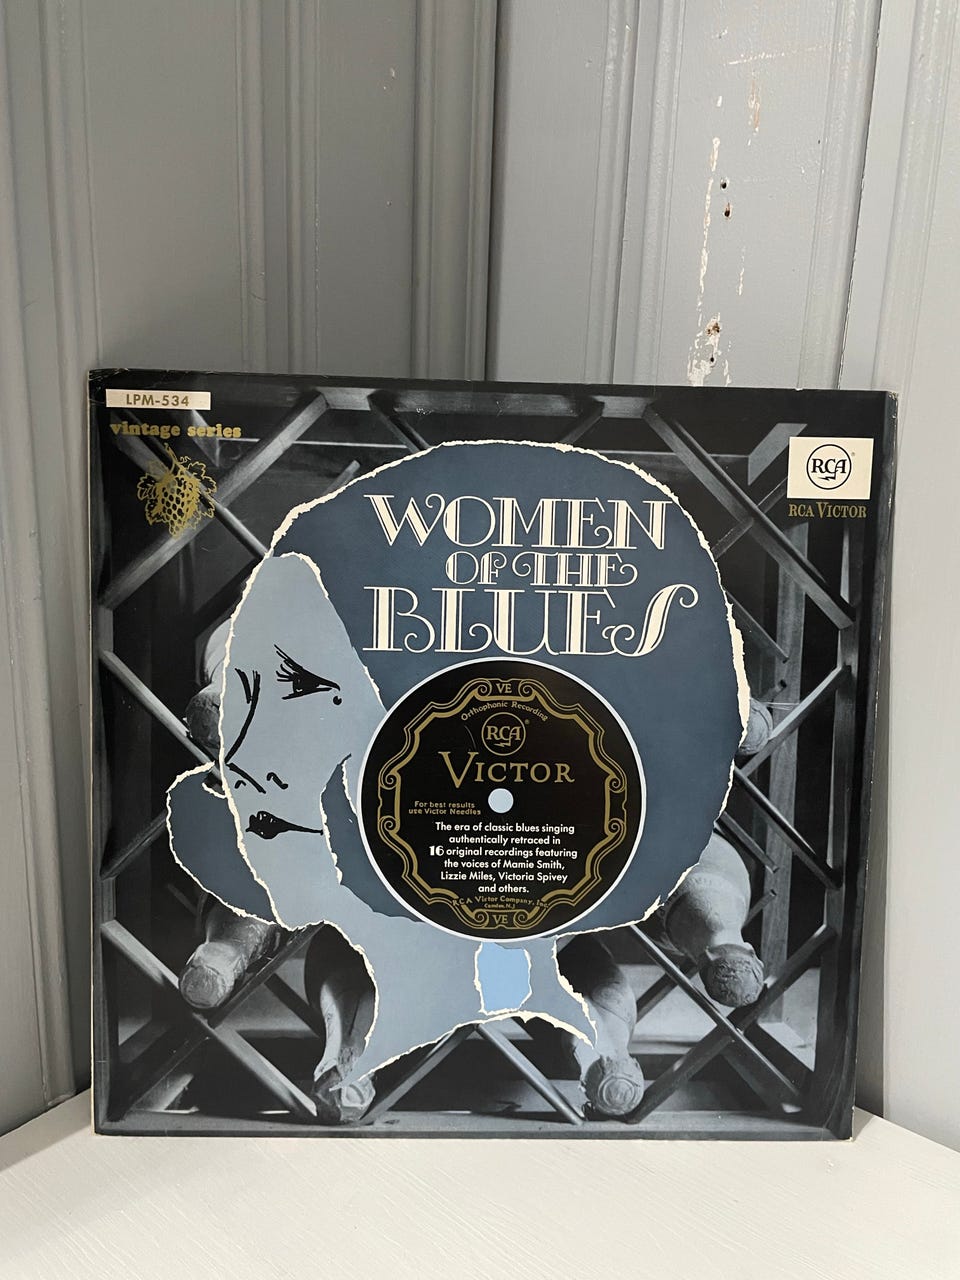 LPM-534
vintage series
RCA
RCA VICTOR
WOMEN
OF THE
BLUES
VE
Orthophonic Recording
RCA
VICTOR
For best results
use Victor Needles
The era of classic blues singing
authentically retraced in
16 original recordings featuring
the voices of Mamie Smith,
Lizzie Miles, Victoria Spivey
and others.
RCA Victor Company, Inc.
Camden, N.J.
VE